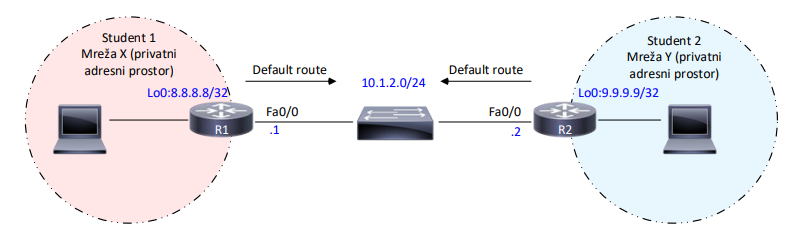 Student 1
Mreža X (privatni
adresni prostor)
Lo0:8.8.8.8/32
R1
Default route
Fa0/0
.1
10.1.2.0/24
Default route
Fa0/0
.2
Student 2
Mreža Y (privatni
adresni prostor)
Lo0:9.9.9.9/32
R2